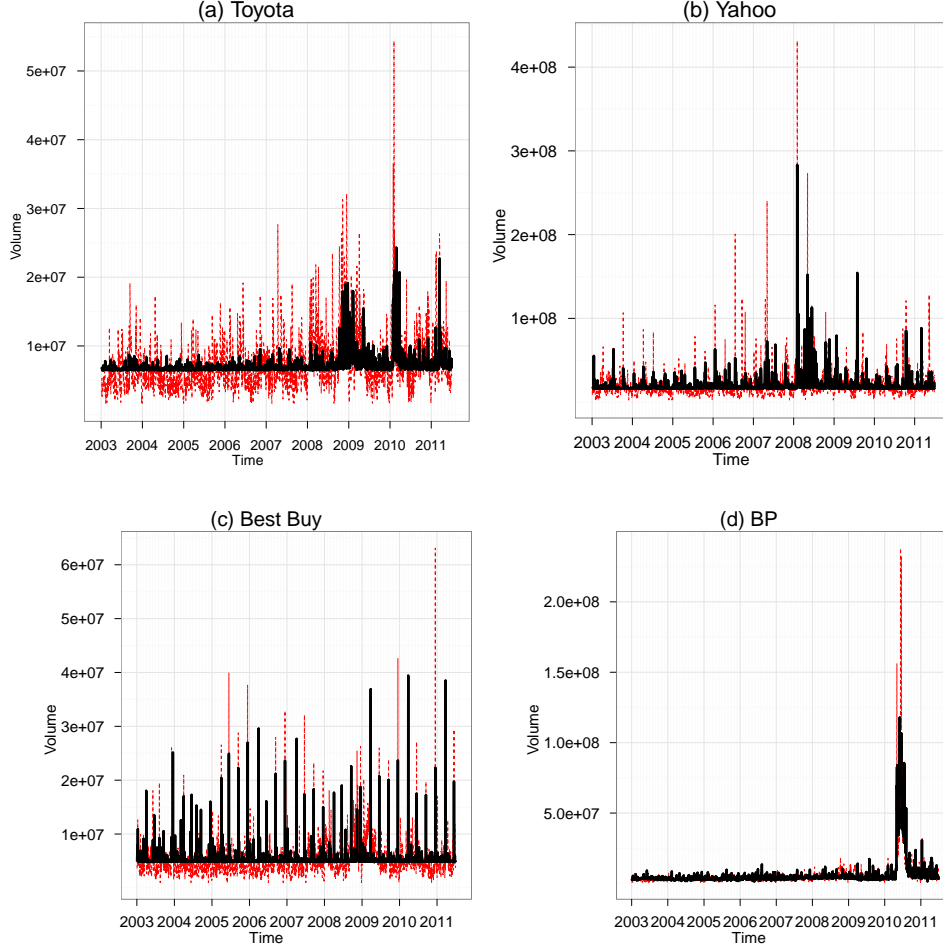 (a) Toyota
Volume
5e+07
4e+07
3e+07
2e+07
1e+07
2003 2004 2005 2006 2007 2008 2009 2010 2011
Time
(b) Yahoo
Volume
4e+08
3e+08
2e+08
1e+08
2003 2004 2005 2006 2007 2008 2009 2010 2011
Time
(c) Best Buy
Volume
6e+07
5e+07
4e+07
3e+07
2e+07
1e+07
2003 2004 2005 2006 2007 2008 2009 2010 2011
Time
(d) BP
Volume
2.0e+08
1.5e+08
1.0e+08
5.0e+07
2003 2004 2005 2006 2007 2008 2009 2010 2011
Time